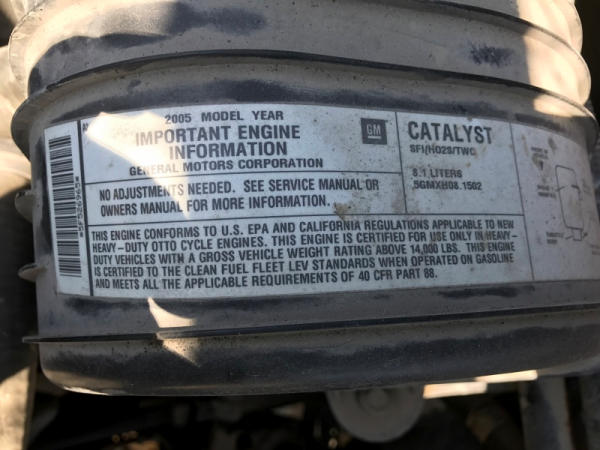 2005 MODEL YEAR
IMPORTANT ENGINE
INFORMATION
GENERAL MOTORS CORPORATION
GM
NO ADJUSTMENTS NEEDED. SEE SERVICE MANUAL OR
OWNERS MANUAL FOR MORE INFORMATION.
THIS ENGINE CONFORMS TO U.S. EPA AND CALIFORNIA REGULATIONS APPLICABLE TO NEW
HEAVY-DUTY OTTO CYCLE ENGINES. THIS ENGINE IS CERTIFIED FOR USE ONLY IN HEAVY-
DUTY VEHICLES WITH A GROSS VEHICLE WEIGHT RATING ABOVE 14,000 LBS. THIS ENGINE
IS CERTIFIED TO THE CLEAN FUEL FLEET LEV STANDARDS WHEN OPERATED ON GASOLINE
AND MEETS ALL THE APPLICABLE REQUIREMENTS OF 40 CFR PART 88.
CATALYST
SFI/HO2S/TWC
8.1 LITERS
5GMXH08.1502